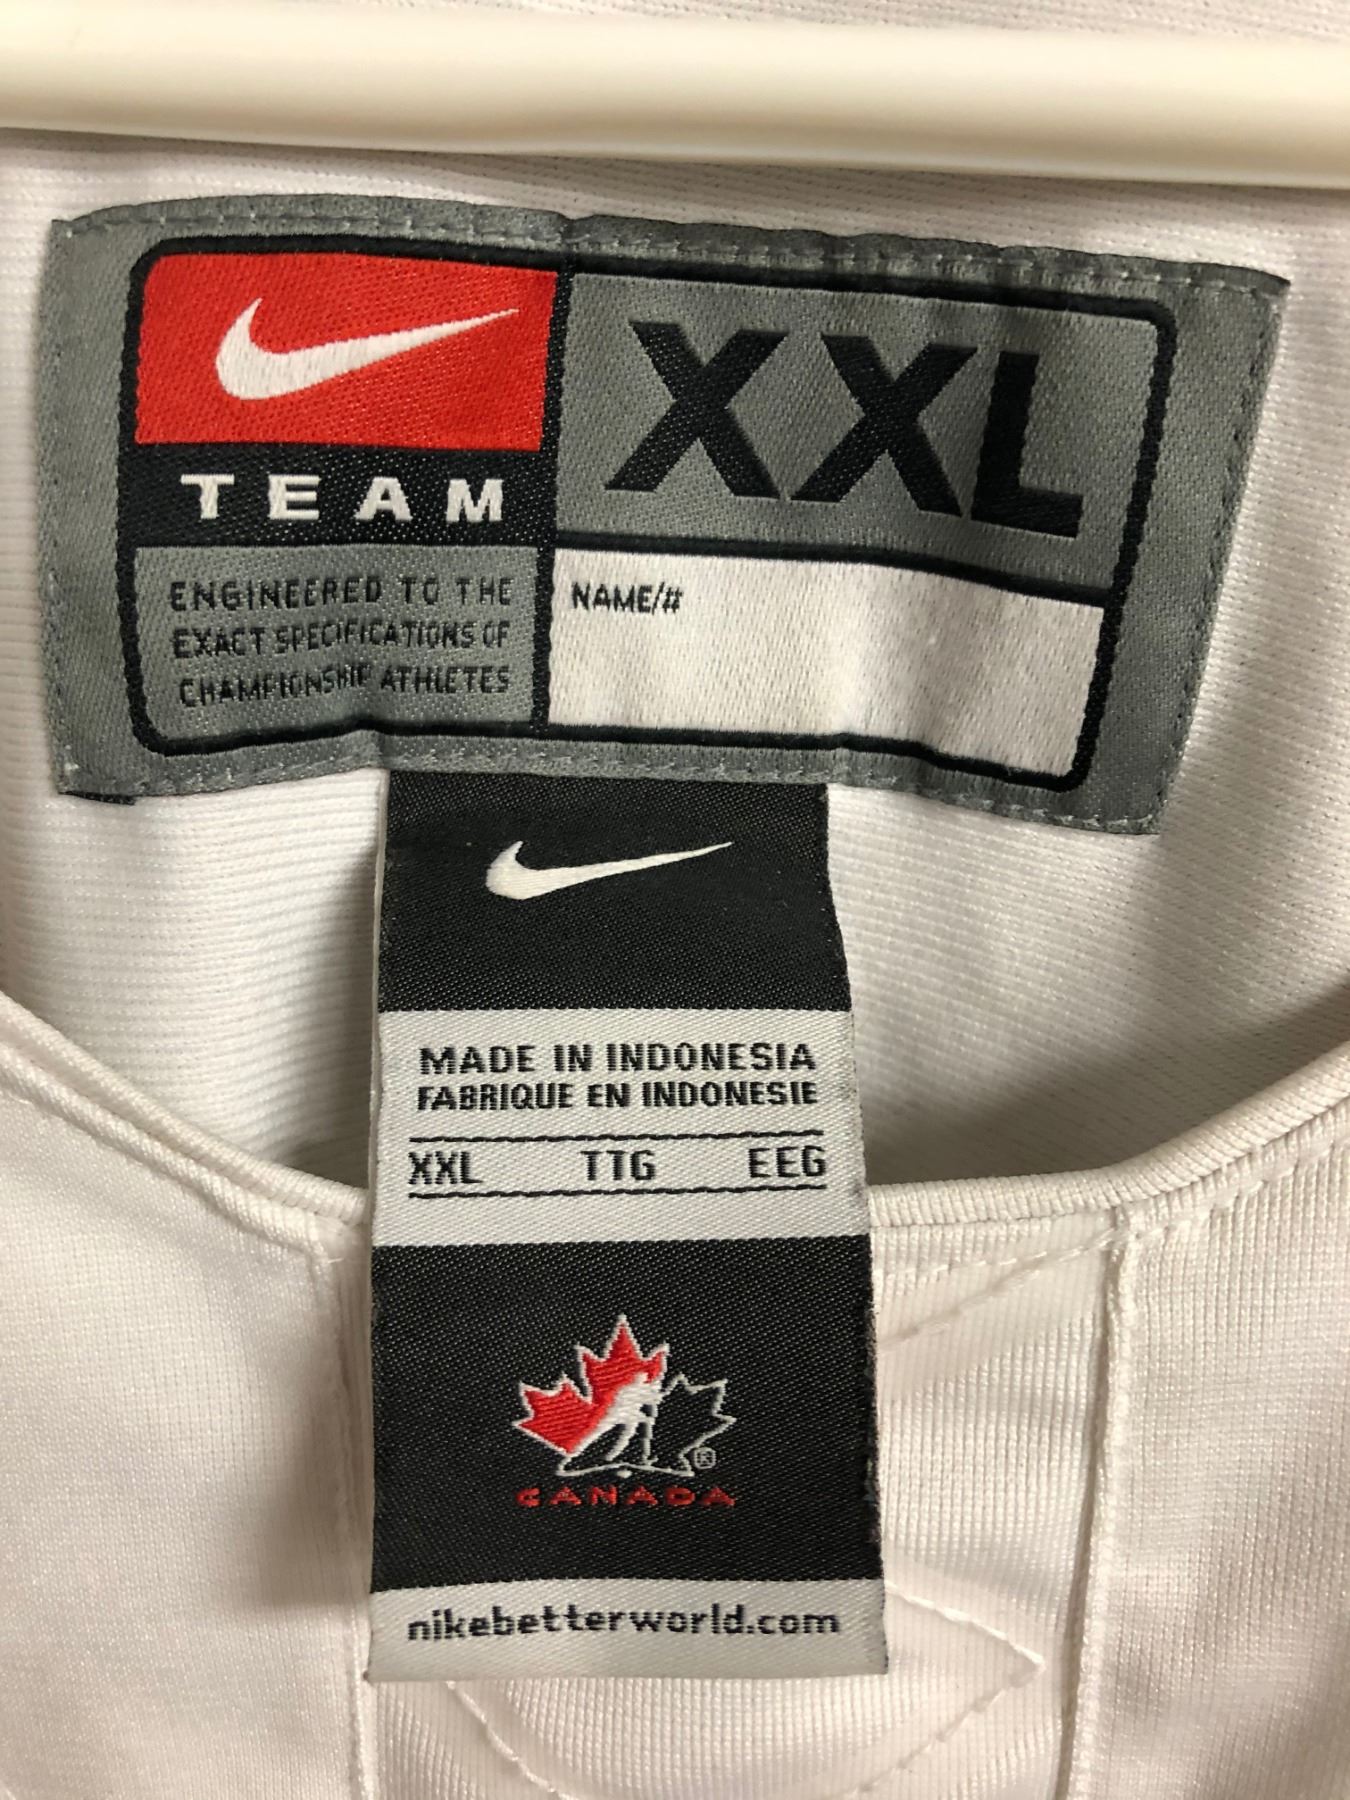 XXL
TEAM
ENGINEERED TO THE
EXACT SPECIFICATIONS OF
CHAMPIONSHIP ATHLETES
NAME/#
MADE IN INDONESIA
FABRIQUE EN INDONESIE
XXL TTG EEG
®
CANADA
nikebetterworld.com